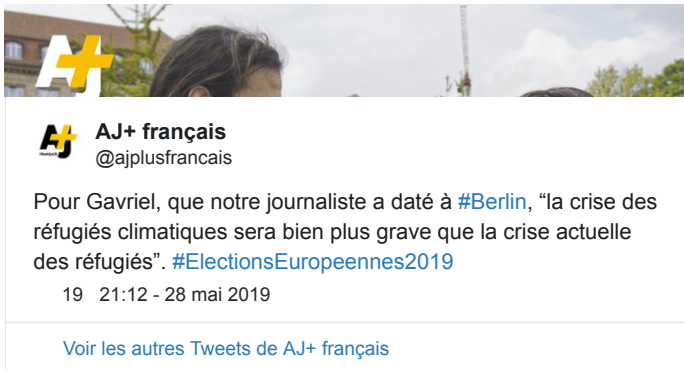 AJ+
AJ+ français
FRANÇAIS
@ajplusfrancais
Pour Gavriel, que notre journaliste a daté à #Berlin, “la crise des
réfugiés climatiques sera bien plus grave que la crise actuelle
des réfugiés”. #ElectionsEuropeennes2019
19 21:12 - 28 mai 2019
Voir les autres Tweets de AJ+ français